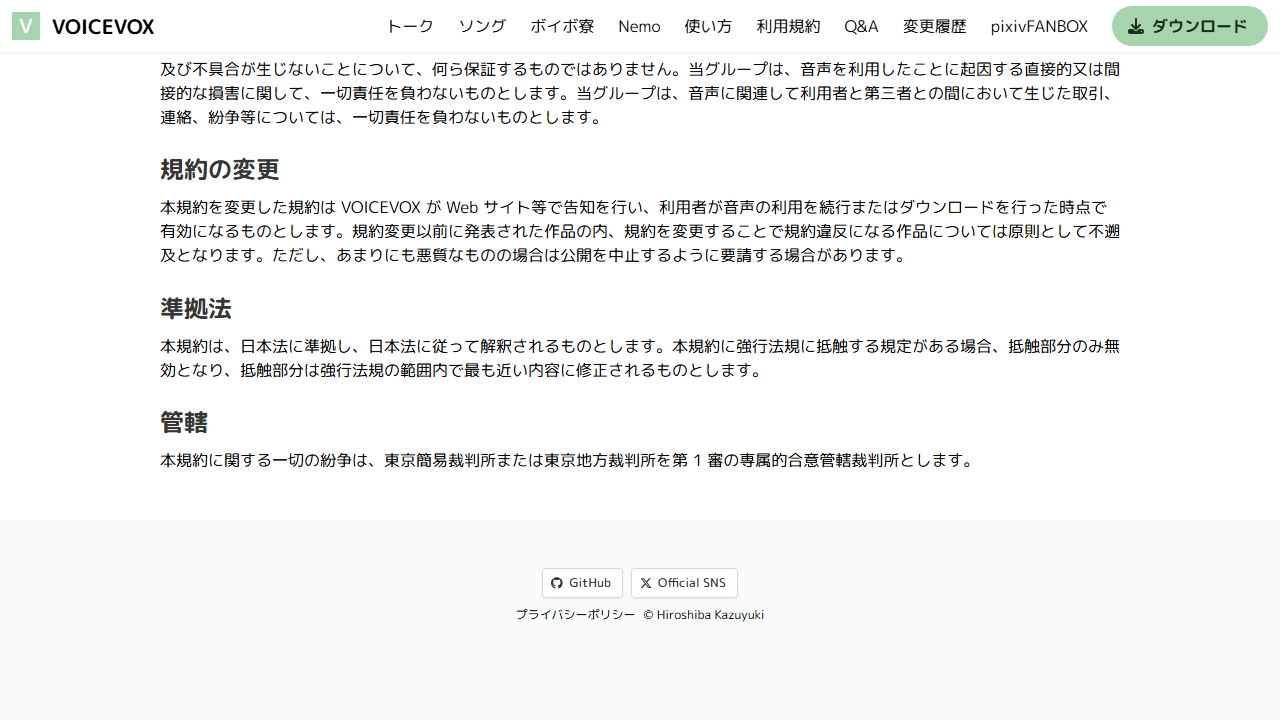 V VOICEVOX トーク ソング ボイボ寮 Nemo 使い方 利用規約 Q&A 変更履歴 pixivFANBOX ダウンロード
及び不具合が生じないことについて、何ら保証するものではありません。当グループは、音声を利用したことに起因する直接的又は間
接的な損害に関して、一切責任を負わないものとします。当グループは、音声に関連して利用者と第三者との間において生じた取引、
連絡、紛争等については、一切責任を負わないものとします。
規約の変更
本規約を変更した規約は VOICEVOX が Web サイト等で告知を行い、利用者が音声の利用を続行またはダウンロードを行った時点で
有効になるものとします。規約変更以前に発表された作品の内、規約を変更することで規約違反になる作品については原則として不遡
及となります。ただし、あまりにも悪質なものの場合は公開を中止するように要請する場合があります。
準拠法
本規約は、日本法に準拠し、日本法に従って解釈されるものとします。本規約に強行法規に抵触する規定がある場合、抵触部分のみ無
効となり、抵触部分は強行法規の範囲内で最も近い内容に修正されるものとします。
管轄
本規約に関する一切の紛争は、東京簡易裁判所または東京地方裁判所を第 1 審の専属的合意管轄裁判所とします。
GitHub Official SNS
プライバシーポリシー © Hiroshiba Kazuyuki